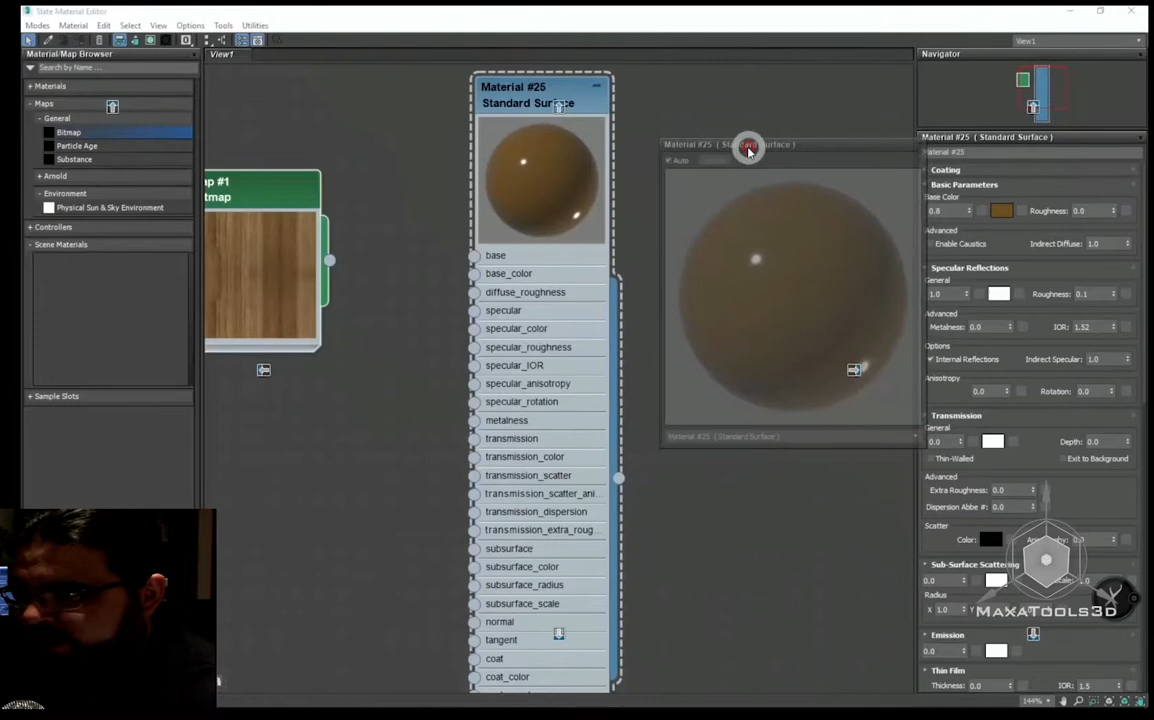 Slate Material Editor
Modes Material Edit Select View Options Tools Utilities
Material/Map Browser
Search by Name ...
+ Materials
- Maps
- General
Bitmap
Particle Age
Substance
+ Arnold
- Environment
Physical Sun & Sky Environment
+ Controllers
- Scene Materials
+ Sample Slots
View1
ap #1
tmap
Material #25
Standard Surface
base
base_color
diffuse_roughness
specular
specular_color
specular_roughness
specular_IOR
specular_anisotropy
specular_rotation
metalness
transmission
transmission_color
transmission_scatter
transmission_scatter_ani...
transmission_dispersion
transmission_extra_roug...
subsurface
subsurface_color
subsurface_radius
subsurface_scale
normal
tangent
coat
coat_color
Material #25 ( Standard Surface )
Auto
Material #25 ( Standard Surface )
View1
Navigator
Material #25 ( Standard Surface )
Material #25
Coating
Basic Parameters
Base Color
0.8 Roughness: 0.0
Advanced
Enable Caustics Indirect Diffuse: 1.0
Specular Reflections
General
1.0 Roughness: 0.1
Advanced
Metalness: 0.0 IOR: 1.52
Options
Internal Reflections Indirect Specular: 1.0
Anisotropy
0.0 Rotation: 0.0
Transmission
General
0.0 Depth: 0.0
Thin-Walled Exit to Background
Advanced
Extra Roughness: 0.0
Dispersion Abbe #: 0.0
Scatter
Color:
Sub-Surface Scattering
0.0
Radius
X 1.0 Y
MAXATOOLS3D
Emission
0.0
Thin Film
Thickness: 0.0 IOR: 1.5
144%